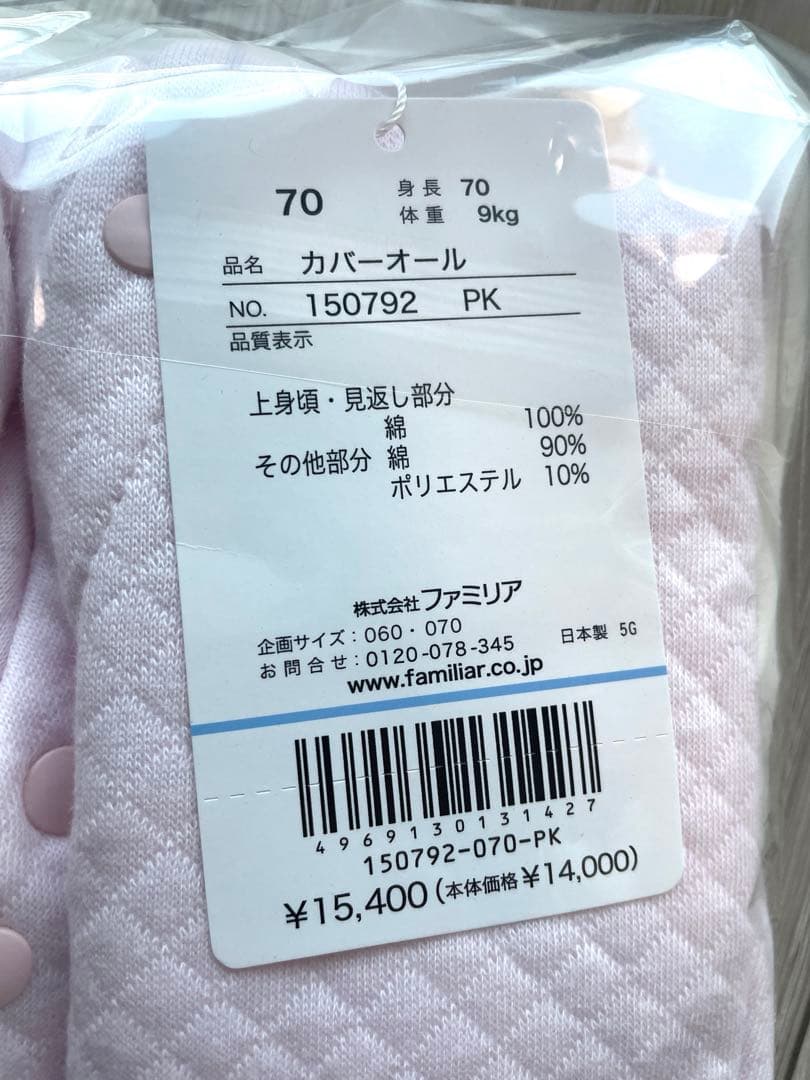 70
身長 70
体重 9kg
品名 カバーオール
NO. 150792 PK
品質表示
上身頃・見返し部分
綿 100%
その他部分 綿 90%
ポリエステル 10%
株式会社ファミリア
企画サイズ：060・070
お問合せ：0120-078-345 日本製 5G
www.familiar.co.jp
4969130131427
150792-070-PK
¥15,400（本体価格¥14,000）